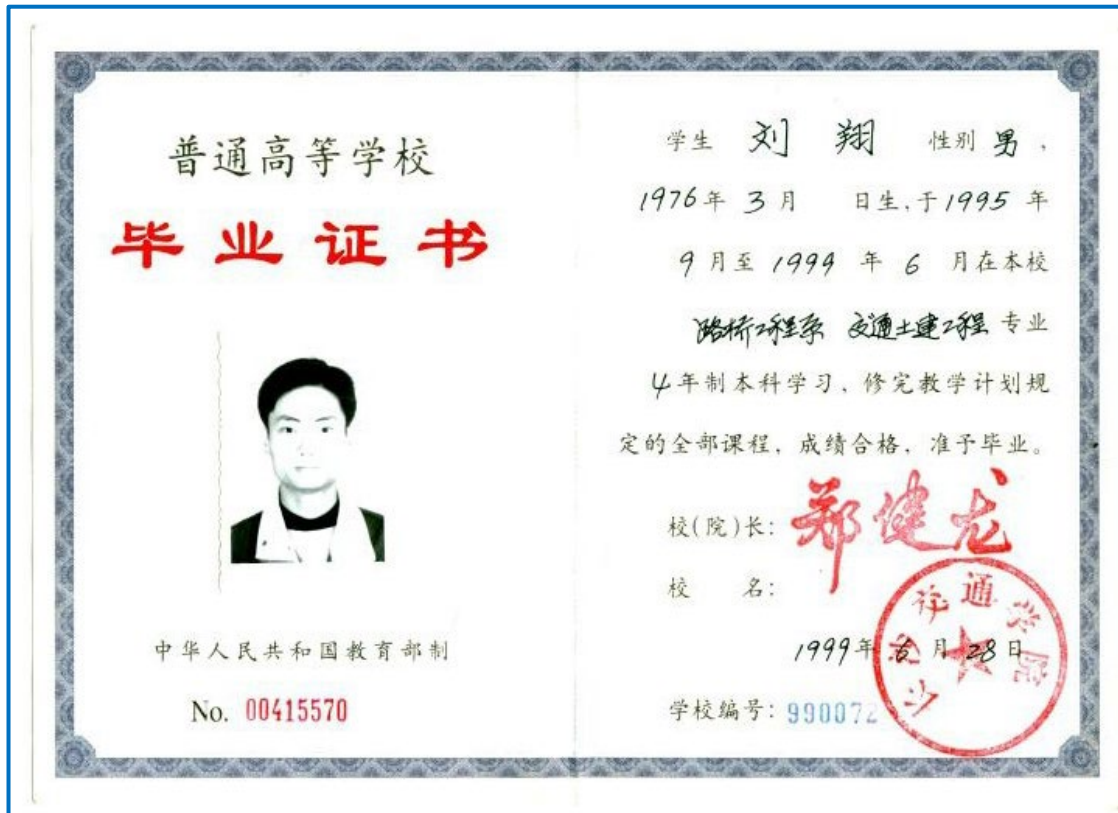 普通高等学校
毕业证书
中华人民共和国教育部制
No. 00415570
学生 刘翔 性别 男,
1976年 3月 日生,于1995年
9月至1999年6月在本校
路桥工程系 交通土建工程 专业
4年制本科学习,修完教学计划规
定的全部课程,成绩合格,准予毕业。
校(院)长: 郑健龙
校 名:
长沙交通学院
1999年6月28日
学校编号: 990072